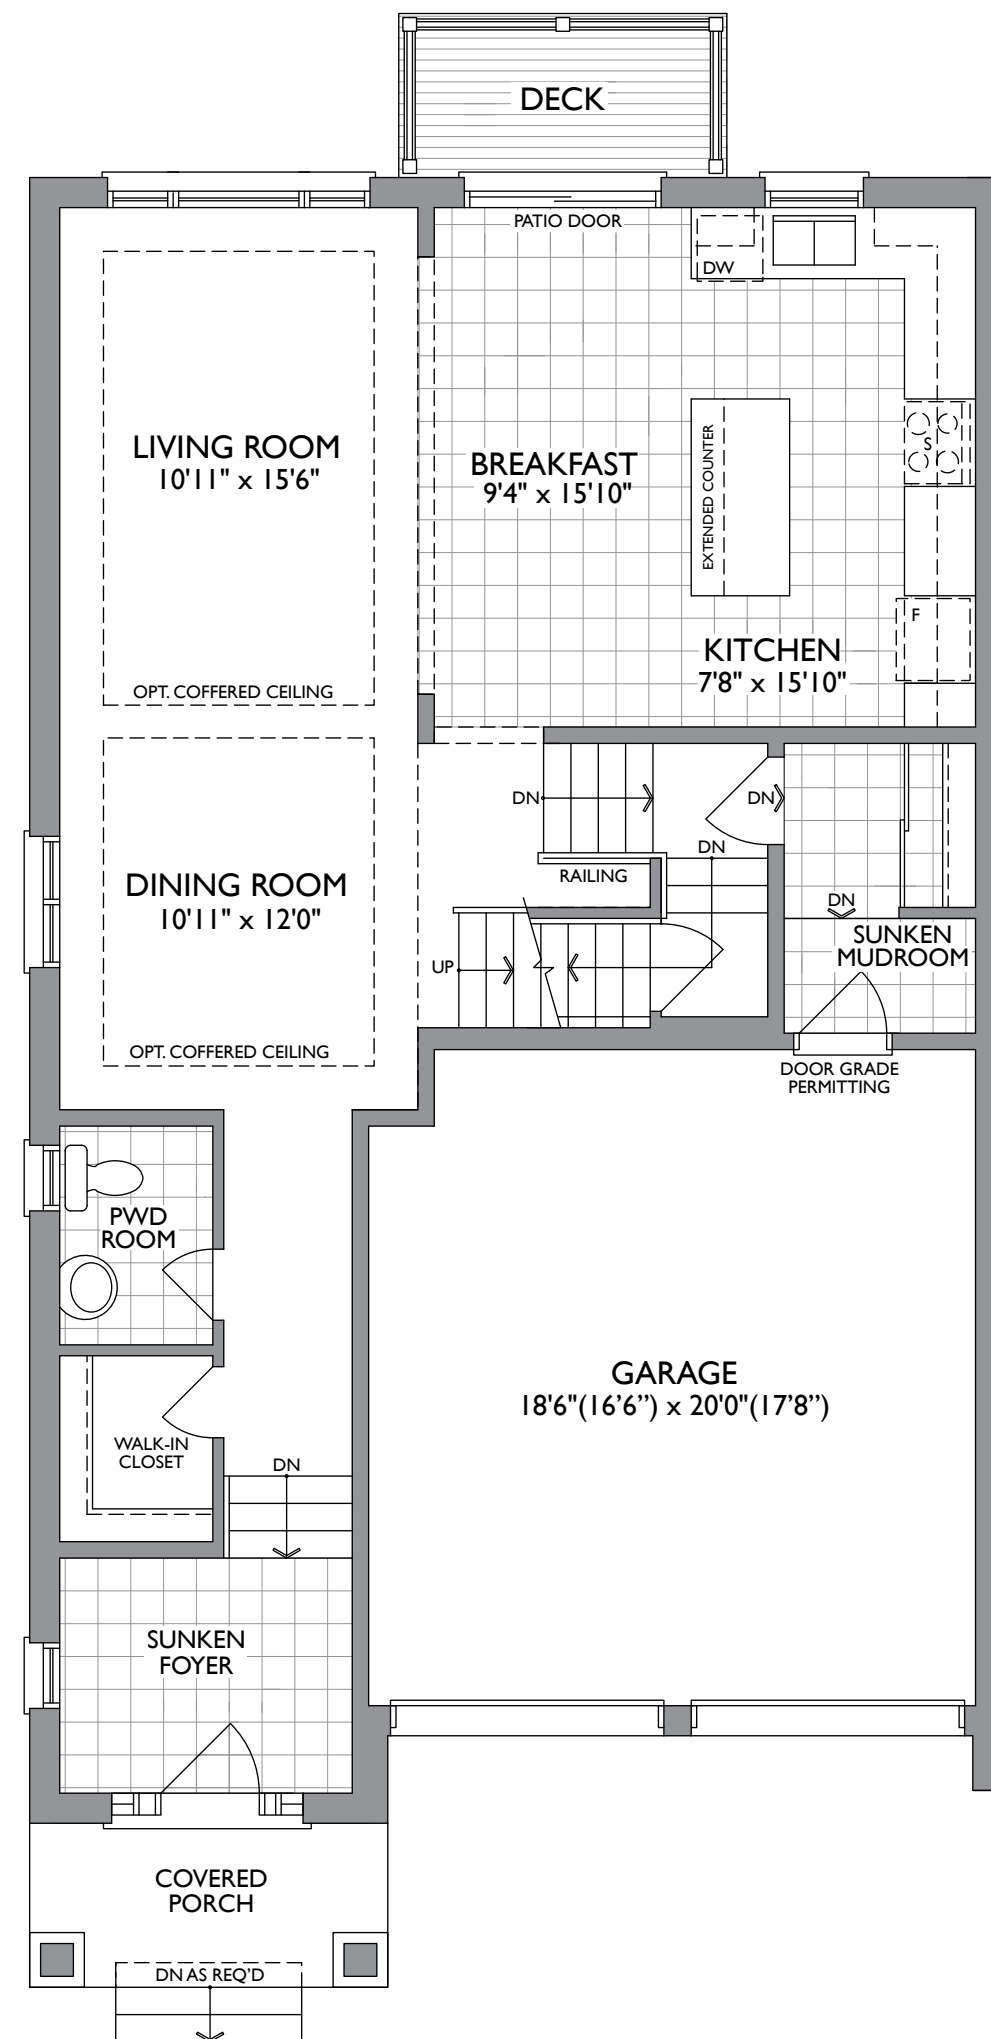 DECK
PATIO DOOR
DW
LIVING ROOM
10'11" x 15'6"
BREAKFAST
9'4" x 15'10"
EXTENDED COUNTER
S
F
KITCHEN
7'8" x 15'10"
OPT. COFFERED CEILING
DN
DN
DN
RAILING
DINING ROOM
10'11" x 12'0"
DN
SUNKEN
MUDROOM
UP
OPT. COFFERED CEILING
DOOR GRADE
PERMITTING
PWD
ROOM
GARAGE
18'6"(16'6”) x 20'0"(17'8”)
WALK-IN
CLOSET
DN
SUNKEN
FOYER
COVERED
PORCH
DN AS REQ'D